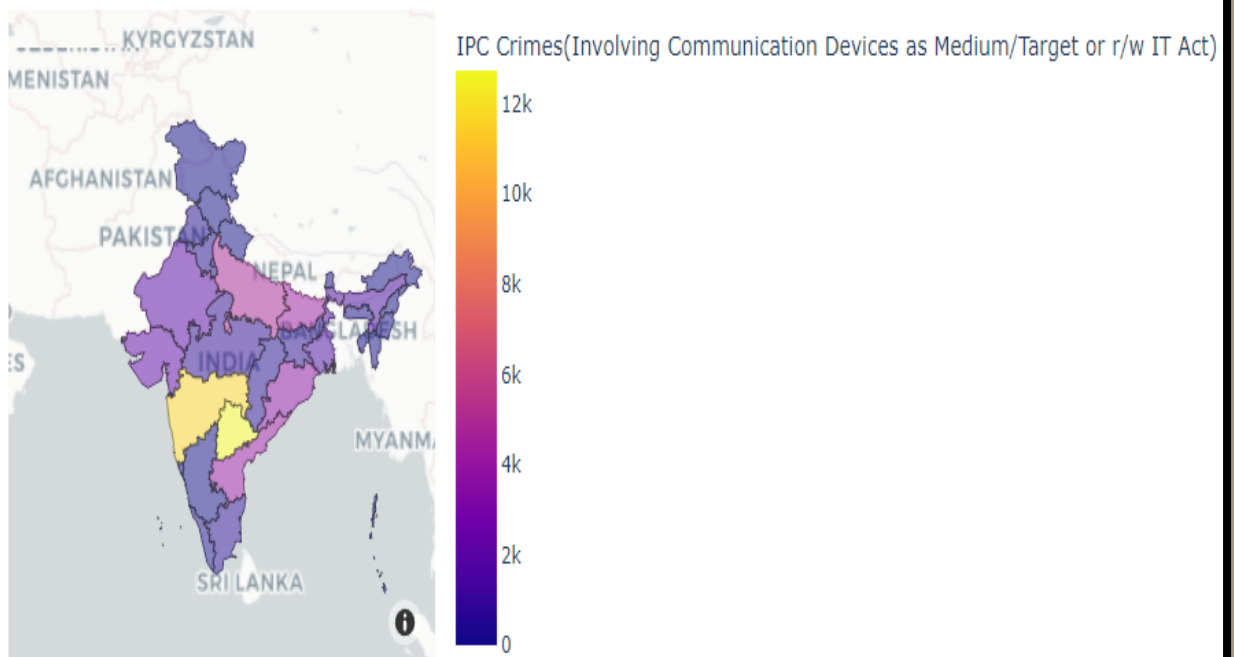 KYRGYZSTAN
MENISTAN
AFGHANISTAN
PAKISTAN
NEPAL
BANGLADESH
ES
INDIA
MYANMA
SRI LANKA
IPC Crimes(Involving Communication Devices as Medium/Target or r/w IT Act)
12k
10k
8k
6k
4k
2k
0